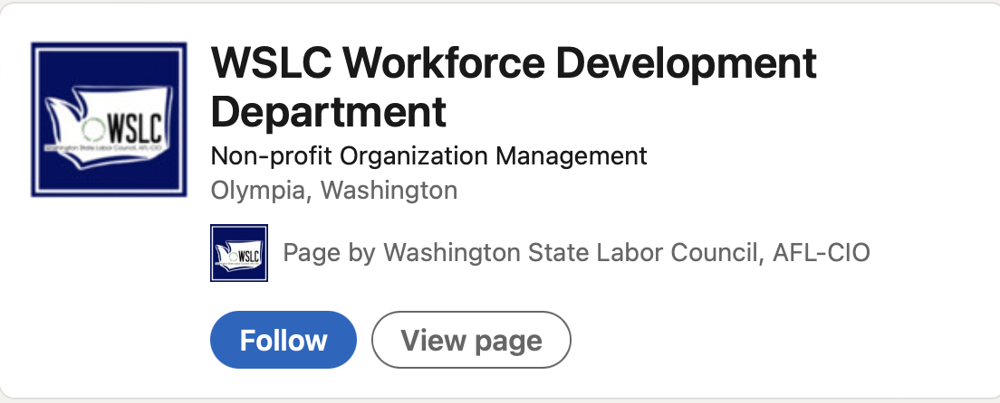 WSLC Workforce Development
Department
Non-profit Organization Management
Olympia, Washington
WSLC
Washington State Labor Council, AFL-CIO
WSLC
Page by Washington State Labor Council, AFL-CIO
Follow
View page